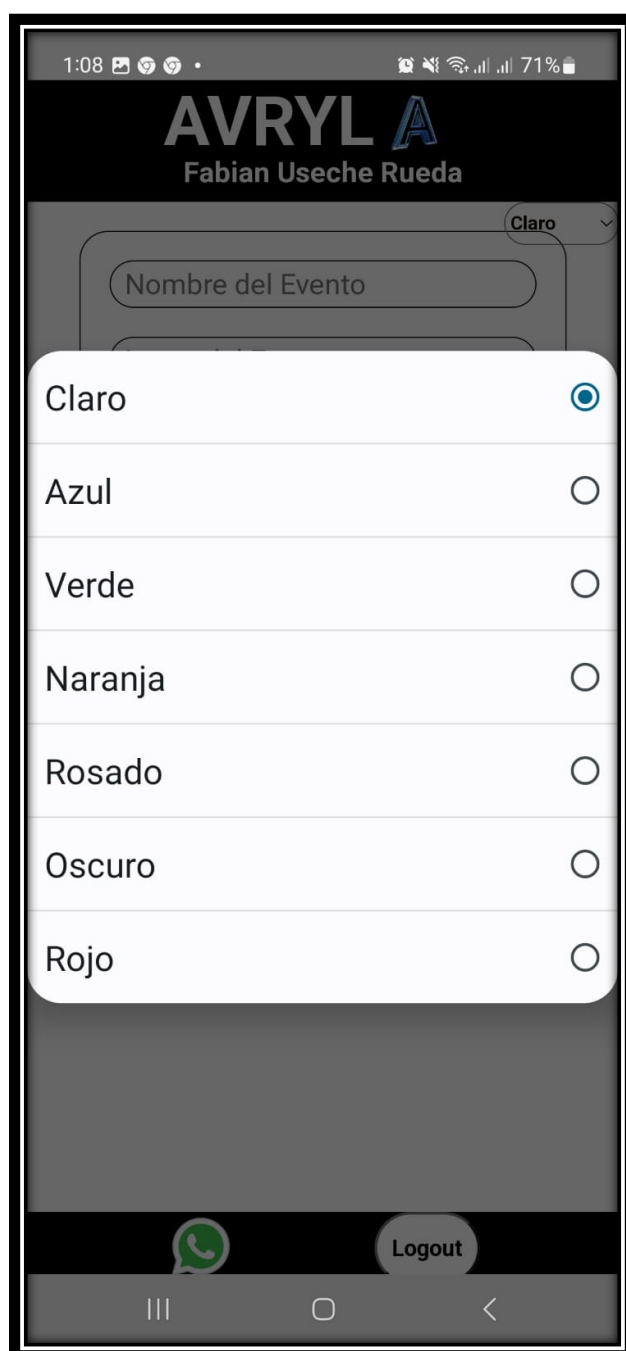 1:08 71%
AVRYL A
Fabian Useche Rueda
Claro
Nombre del Evento
Claro
Azul
Verde
Naranja
Rosado
Oscuro
Rojo
Logout